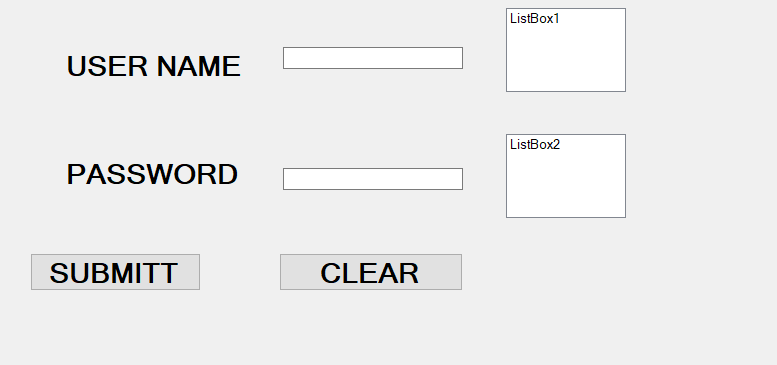 ListBox1
USER NAME
ListBox2
PASSWORD
SUBMITT
CLEAR